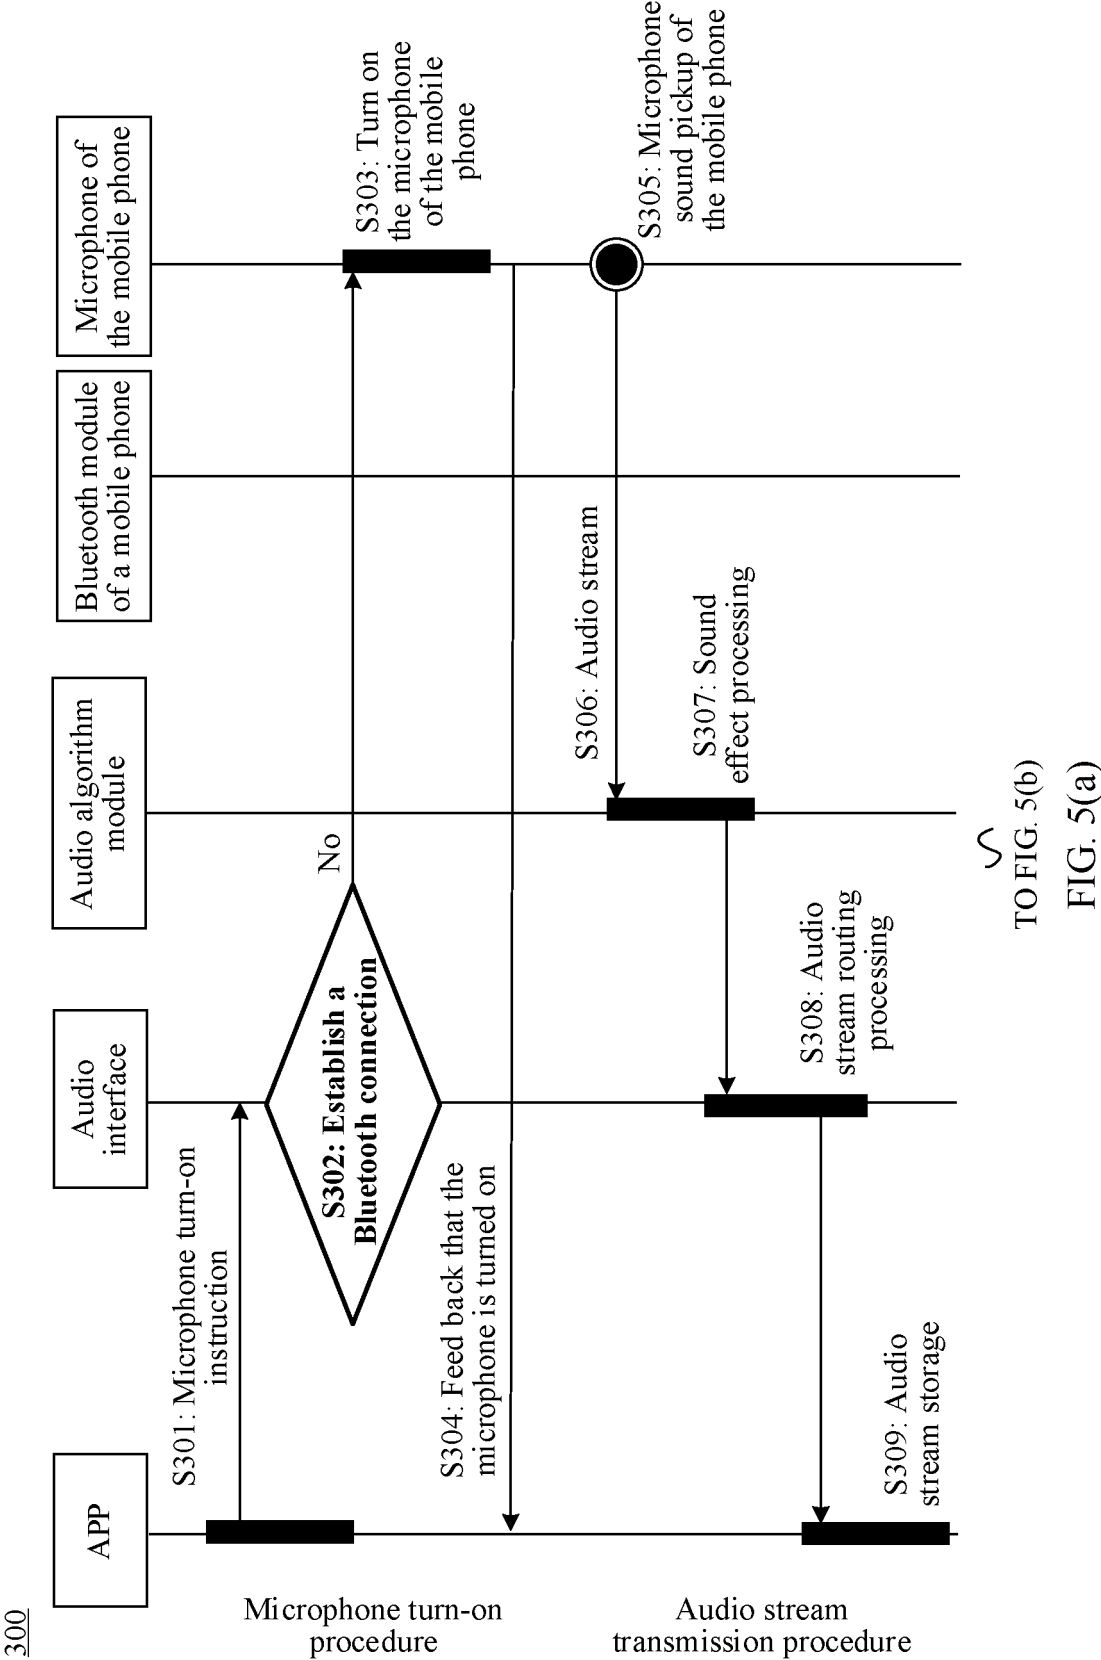 300
APP
Audio
interface
Audio algorithm
module
Bluetooth module
of a mobile phone
Microphone of
the mobile phone
Microphone turn-on
procedure
S301: Microphone turn-on
instruction
S302: Establish a
Bluetooth connection
No
S303: Turn on
the microphone
of the mobile
phone
S304: Feed back that the
microphone is turned on
Audio stream
transmission procedure
S305: Microphone
sound pickup of
the mobile phone
S306: Audio stream
S307: Sound
effect processing
S308: Audio
stream routing
processing
S309: Audio
stream storage
TO FIG. 5(b)
FIG. 5(a)